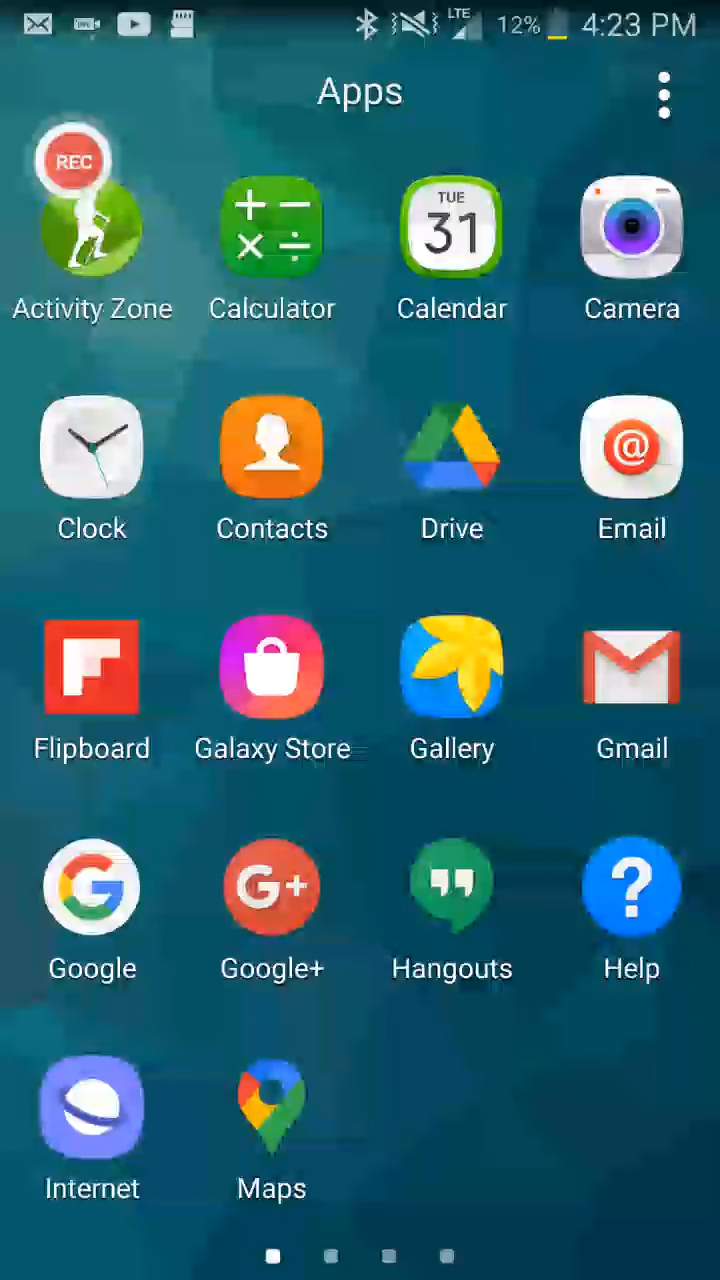 LTE 12% 4:23 PM
Apps
REC
TUE
31
Activity Zone Calculator Calendar Camera
@
Clock Contacts Drive Email
Flipboard Galaxy Store Gallery Gmail
G G+ ?
Google Google+ Hangouts Help
Internet Maps